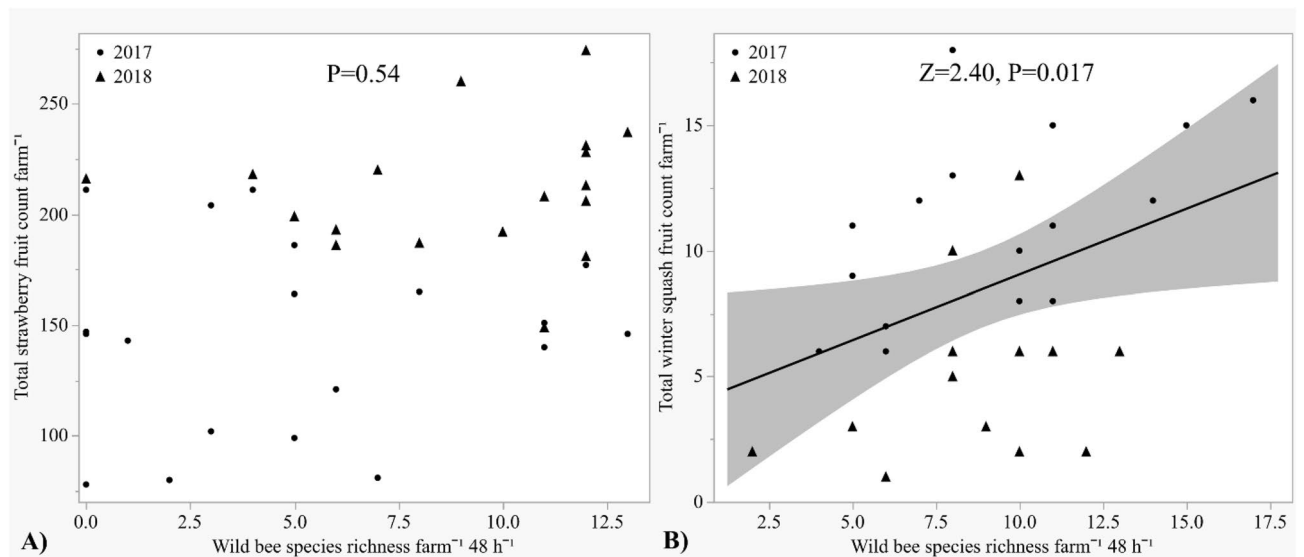 2017
2018
P=0.54
250
200
150
100
Total strawberry fruit count farm⁻¹
0.0 2.5 5.0 7.5 10.0 12.5
Wild bee species richness farm⁻¹ 48 h⁻¹
A)
2017
2018
Z=2.40, P=0.017
15
10
5
0
Total winter squash fruit count farm⁻¹
2.5 5.0 7.5 10.0 12.5 15.0 17.5
Wild bee species richness farm⁻¹ 48 h⁻¹
B)